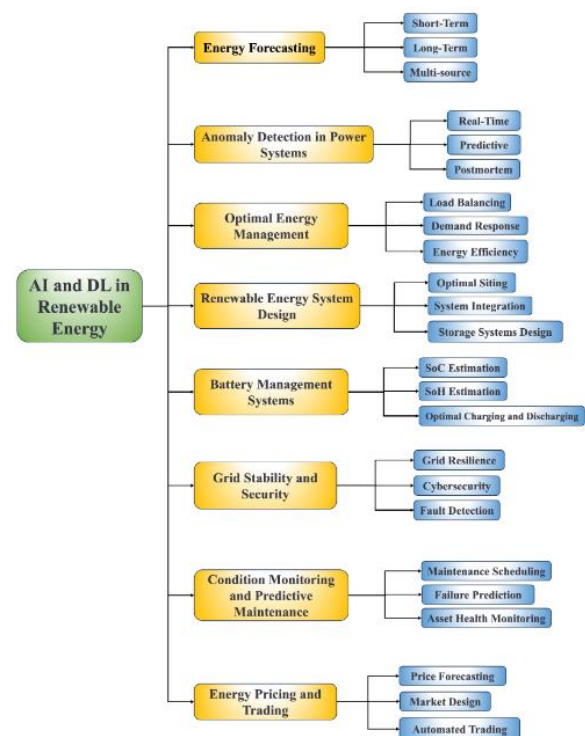 AI and DL in
Renewable
Energy
Energy Forecasting
Short-Term
Long-Term
Multi-source
Anomaly Detection in Power
Systems
Real-Time
Predictive
Postmortem
Optimal Energy
Management
Load Balancing
Demand Response
Energy Efficiency
Renewable Energy System
Design
Optimal Siting
System Integration
Storage Systems Design
Battery Management
Systems
SoC Estimation
SoH Estimation
Optimal Charging and Discharging
Grid Stability and
Security
Grid Resilience
Cybersecurity
Fault Detection
Condition Monitoring
and Predictive
Maintenance
Maintenance Scheduling
Failure Prediction
Asset Health Monitoring
Energy Pricing and
Trading
Price Forecasting
Market Design
Automated Trading